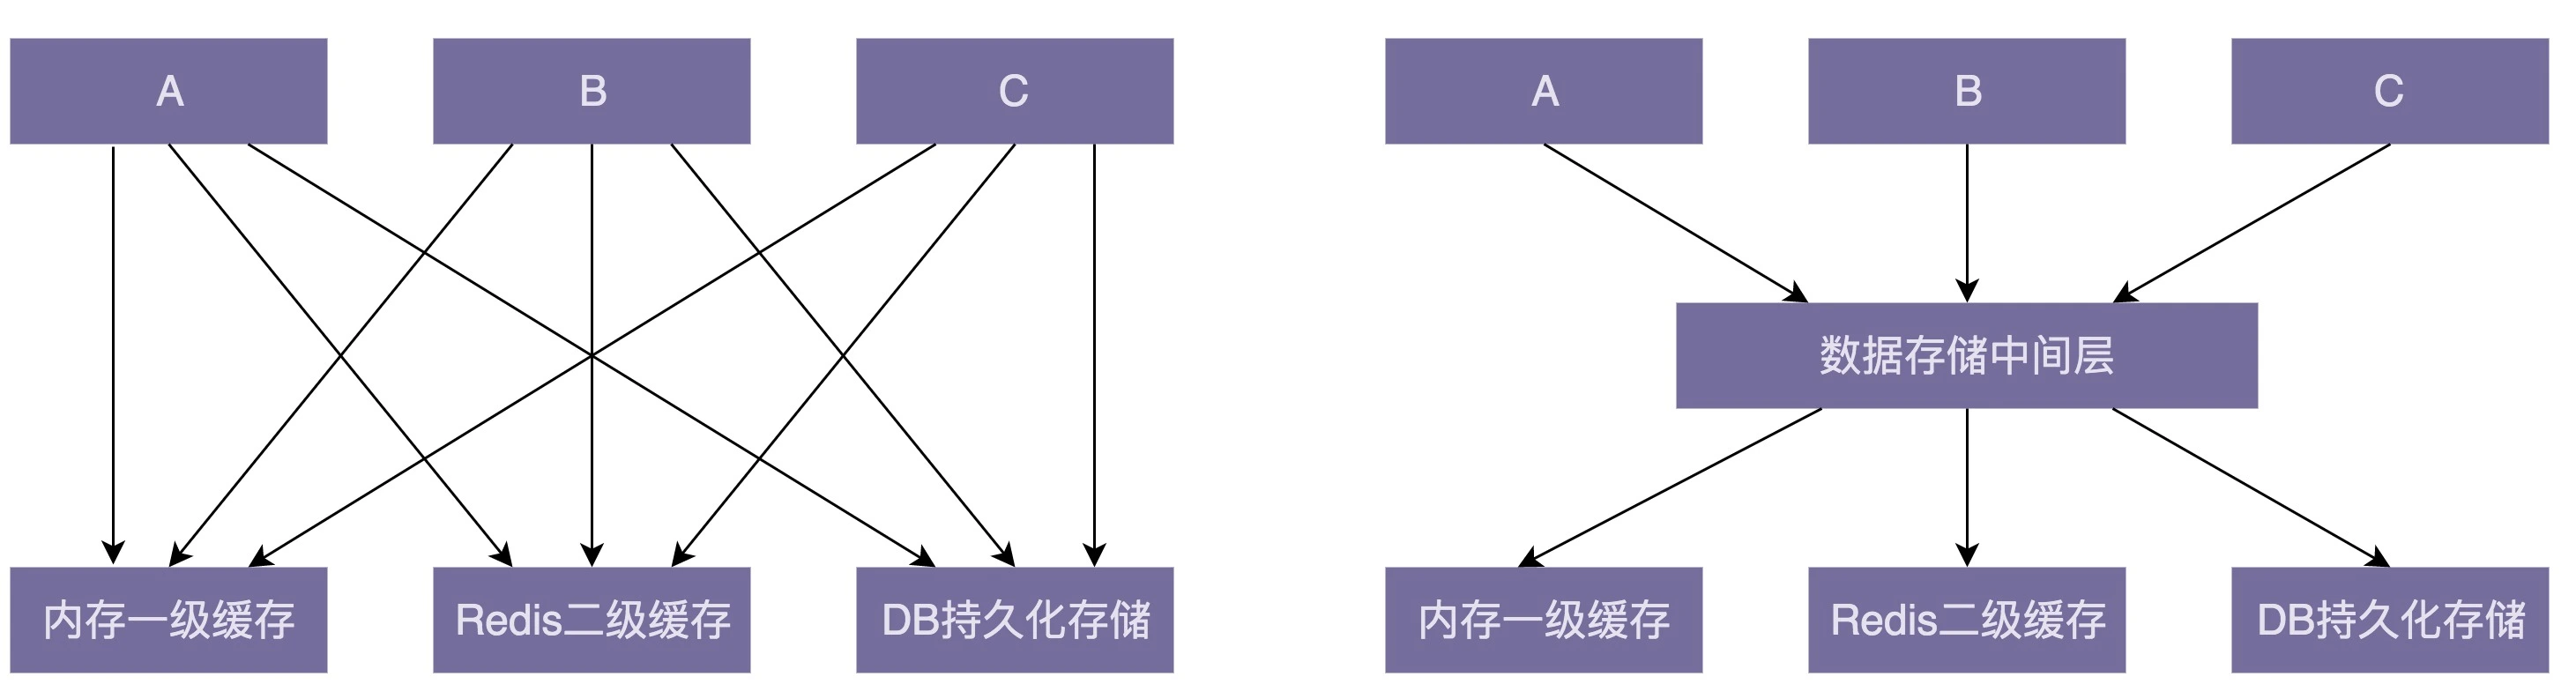 A
B
C
内存一级缓存
Redis二级缓存
DB持久化存储
A
B
C
数据存储中间层
内存一级缓存
Redis二级缓存
DB持久化存储